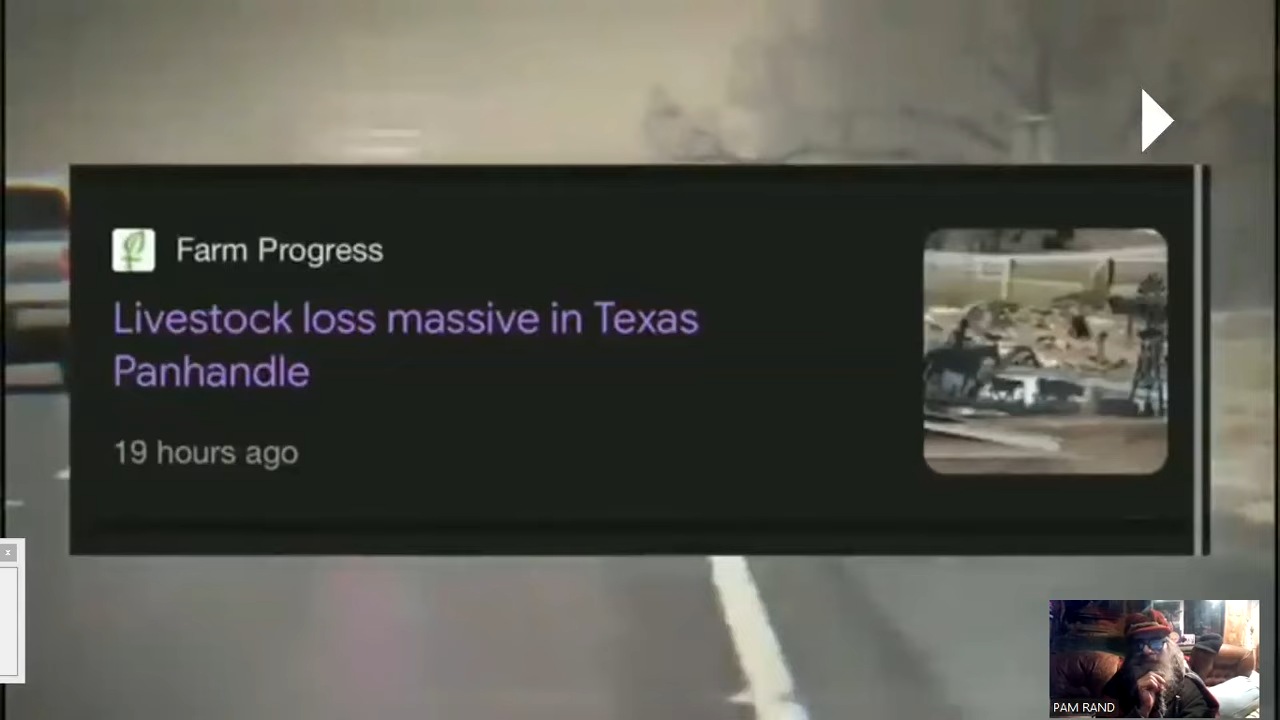 Farm Progress
Livestock loss massive in Texas
Panhandle
19 hours ago
x
PAM RAND